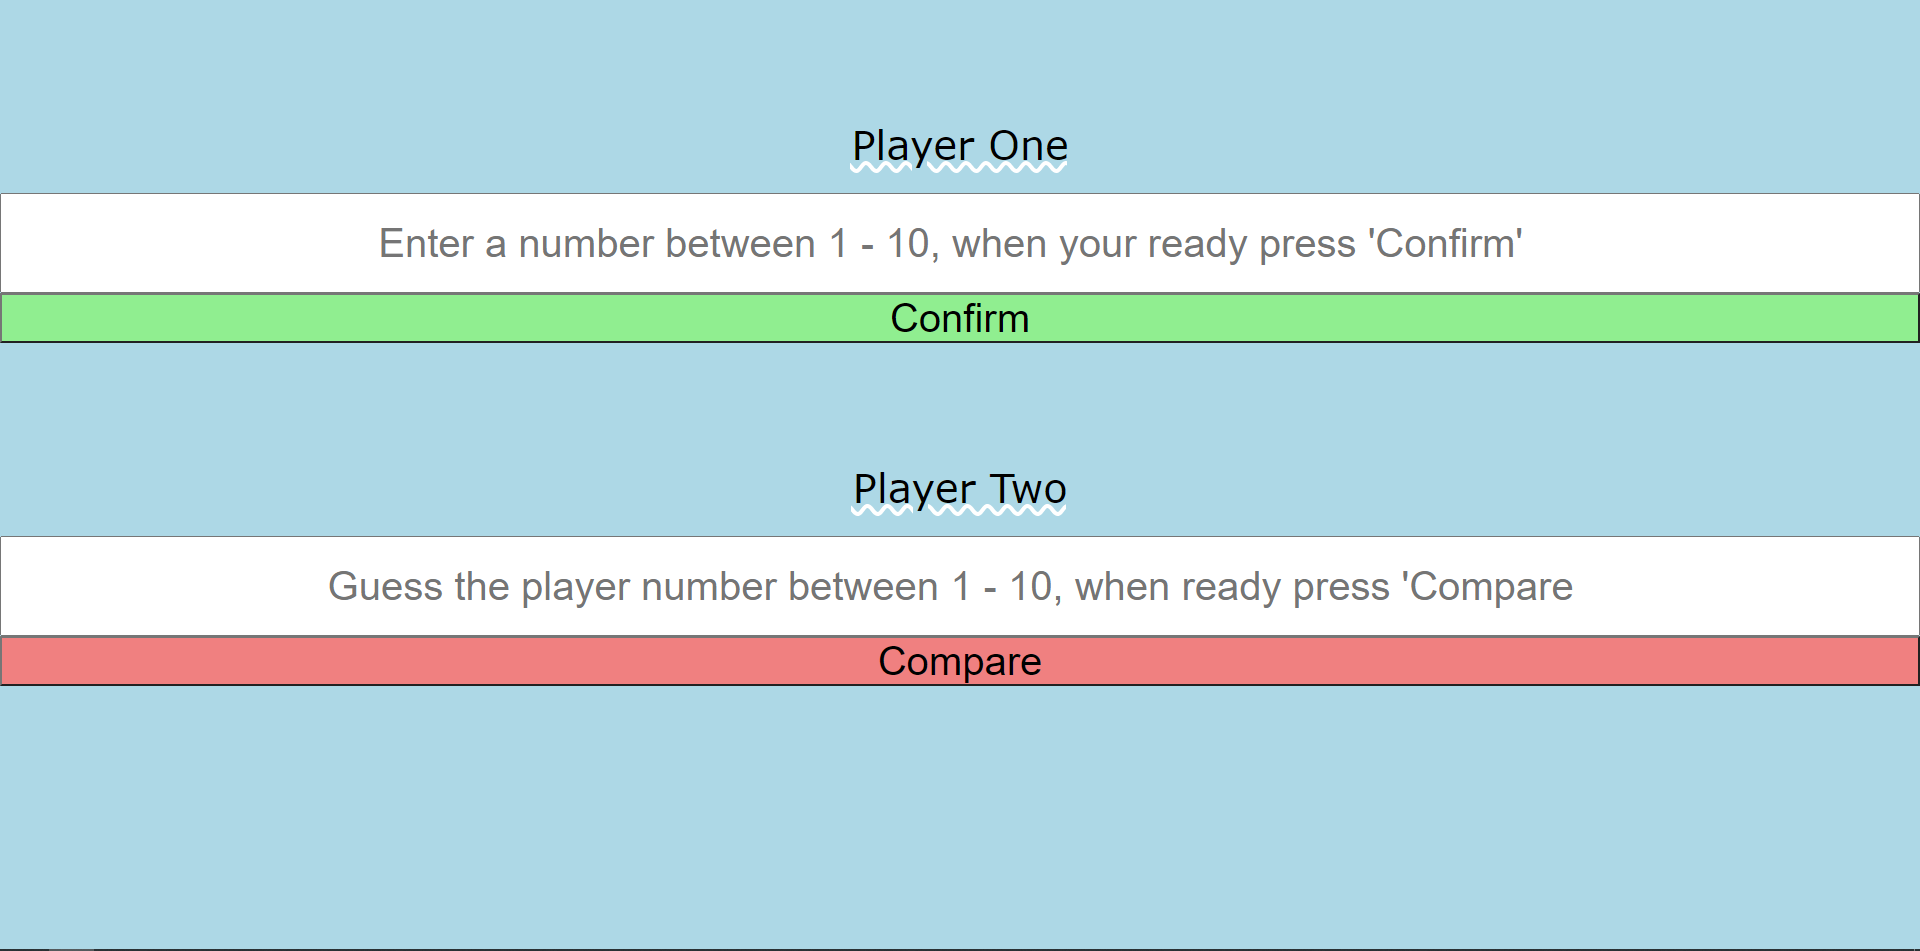 Player One
Enter a number between 1 - 10, when your ready press 'Confirm'
Confirm
Player Two
Guess the player number between 1 - 10, when ready press 'Compare
Compare